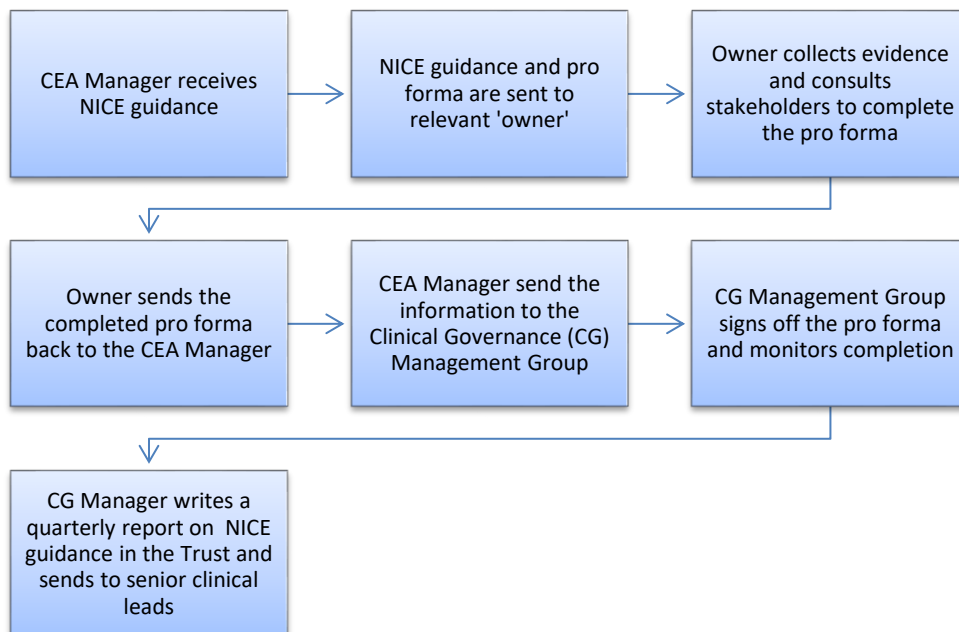 CEA Manager receives
NICE guidance
NICE guidance and pro
forma are sent to
relevant 'owner'
Owner collects evidence
and consults
stakeholders to complete
the pro forma
Owner sends the
completed pro forma
back to the CEA Manager
CEA Manager send the
information to the
Clinical Governance (CG)
Management Group
CG Management Group
signs off the pro forma
and monitors completion
CG Manager writes a
quarterly report on  NICE
guidance in the Trust and
sends to senior clinical
leads